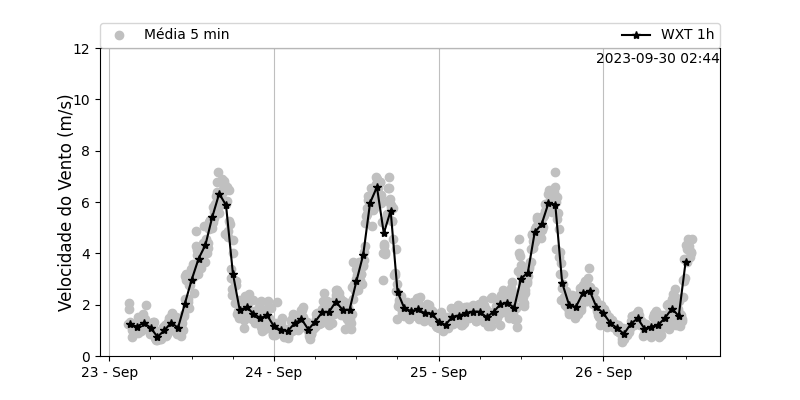 Média 5 min
WXT 1h
2023-09-30 02:44
Velocidade do Vento (m/s)
12
10
8
6
4
2
0
23 - Sep
24 - Sep
25 - Sep
26 - Sep